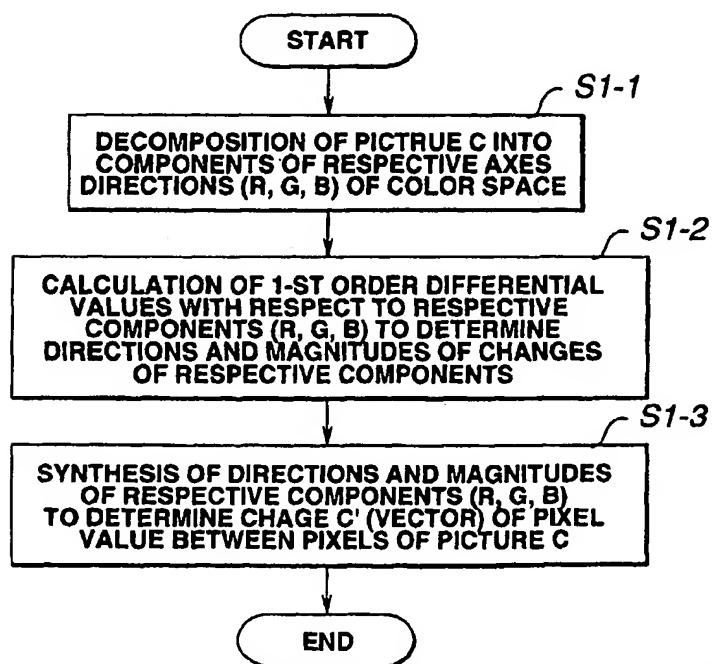 START
S1-1
DECOMPOSITION OF PICTRUE C INTO
COMPONENTS OF RESPECTIVE AXES
DIRECTIONS (R, G, B) OF COLOR SPACE
S1-2
CALCULATION OF 1-ST ORDER DIFFERENTIAL
VALUES WITH RESPECT TO RESPECTIVE
COMPONENTS (R, G, B) TO DETERMINE
DIRECTIONS AND MAGNITUDES OF CHANGES
OF RESPECTIVE COMPONENTS
S1-3
SYNTHESIS OF DIRECTIONS AND MAGNITUDES
OF RESPECTIVE COMPONENTS (R, G, B)
TO DETERMINE CHAGE C' (VECTOR) OF PIXEL
VALUE BETWEEN PIXELS OF PICTURE C
END